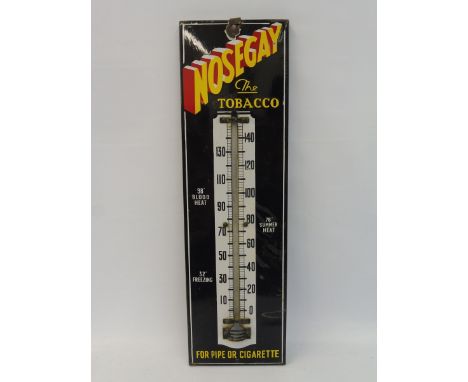 NOSEGAY
The
TOBACCO
140
130
120
110
100
90
80
70
60
50
40
30
20
10
0
98°
BLOOD
HEAT
76°
SUMMER
HEAT
32°
FREEZING
FOR PIPE OR CIGARETTE